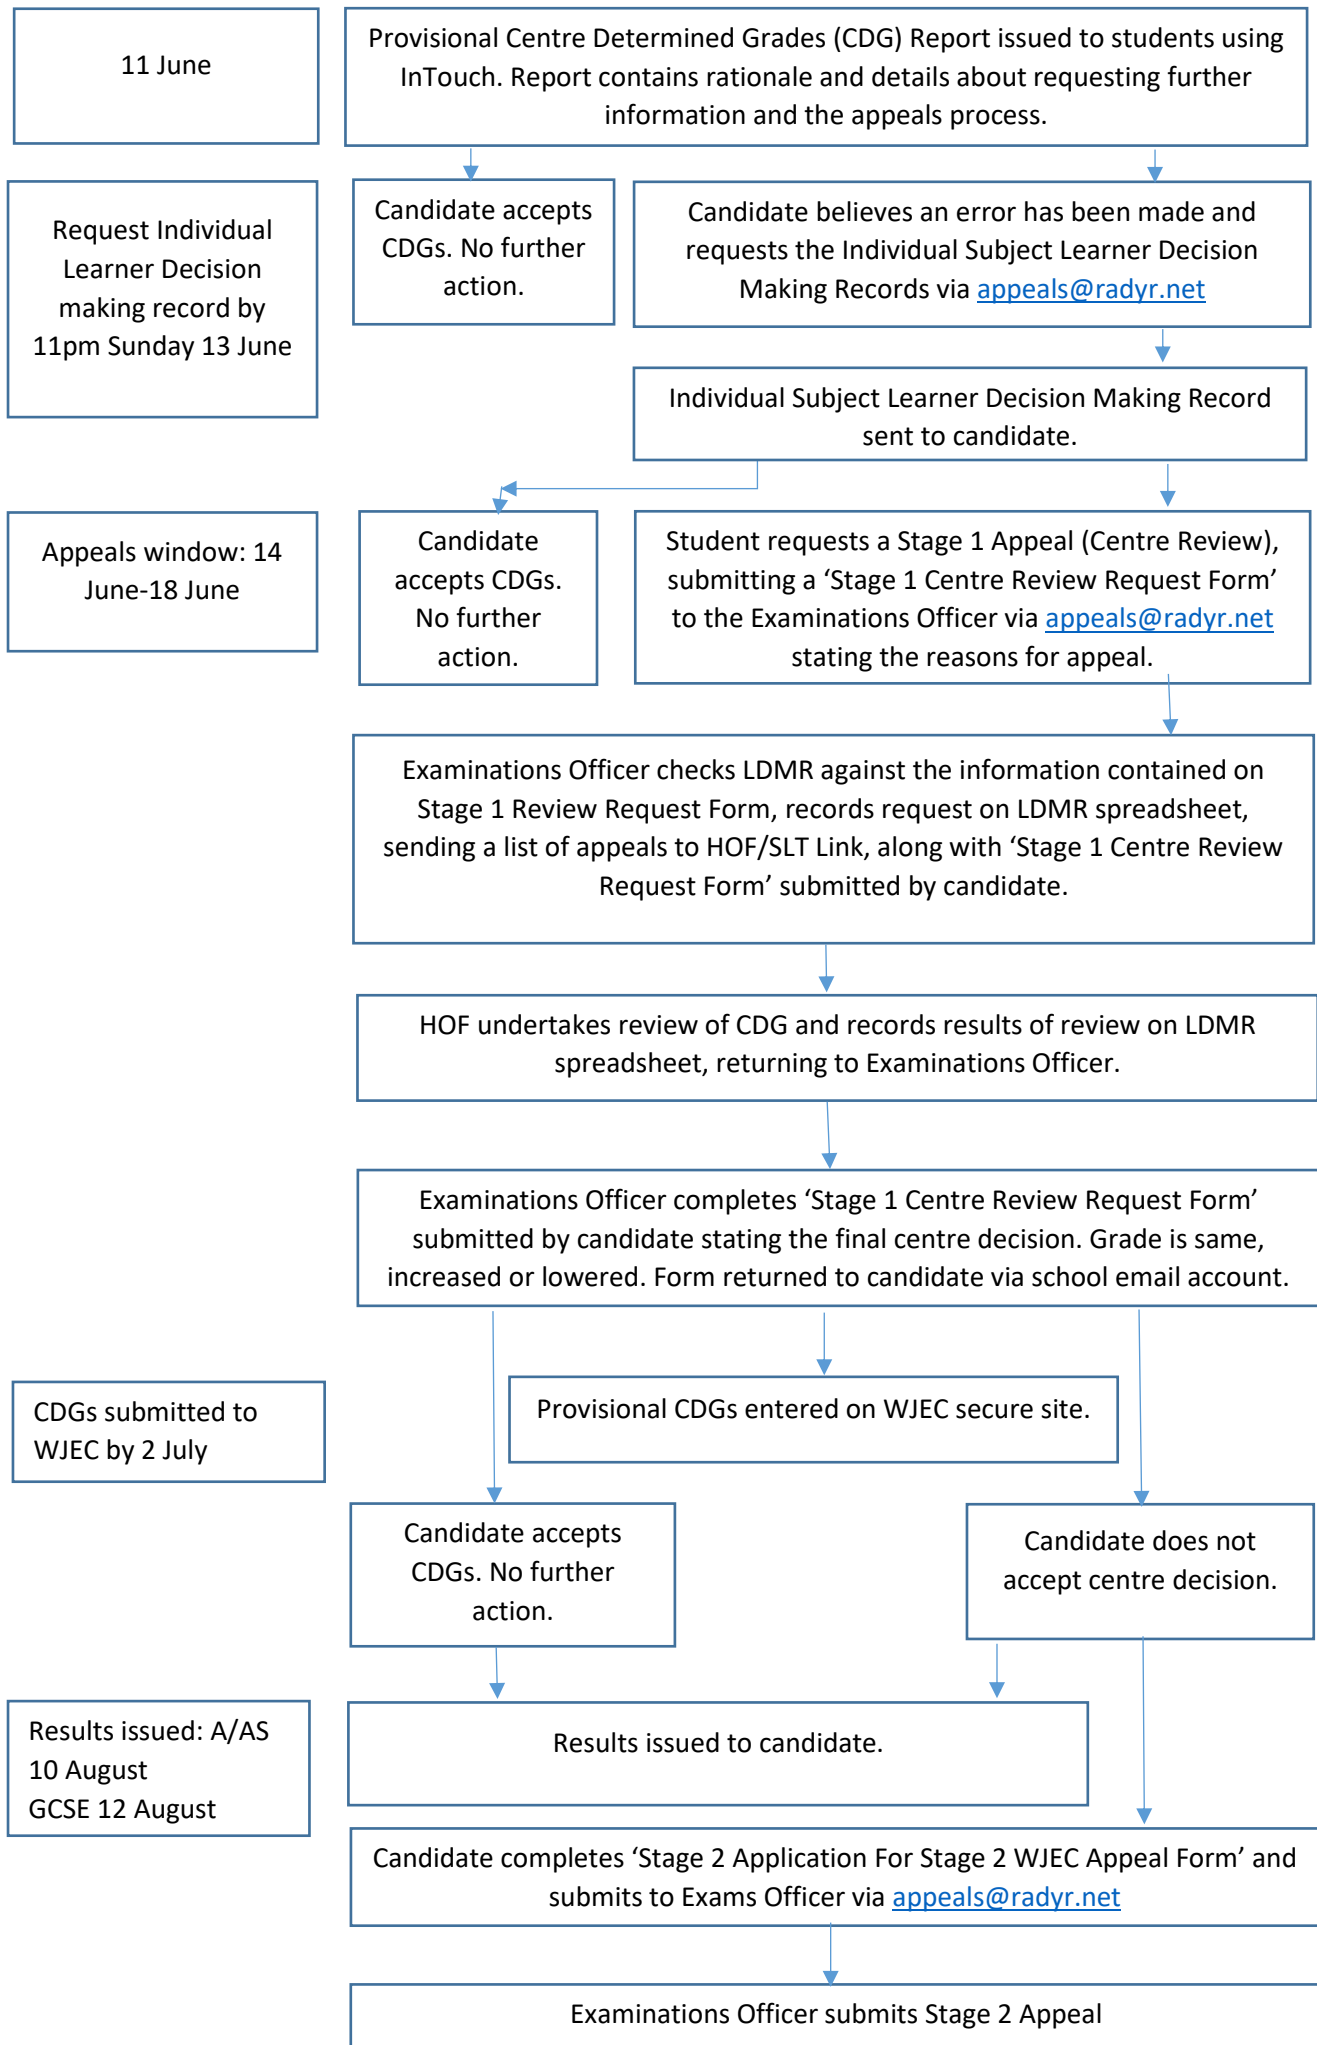 11 June
Provisional Centre Determined Grades (CDG) Report issued to students using
InTouch. Report contains rationale and details about requesting further
information and the appeals process.
Request Individual
Learner Decision
making record by
11pm Sunday 13 June
Candidate accepts
CDGs. No further
action.
Candidate believes an error has been made and
requests the Individual Subject Learner Decision
Making Records via appeals@radyr.net
Individual Subject Learner Decision Making Record
sent to candidate.
Appeals window: 14
June-18 June
Candidate
accepts CDGs.
No further
action.
Student requests a Stage 1 Appeal (Centre Review),
submitting a ‘Stage 1 Centre Review Request Form’
to the Examinations Officer via appeals@radyr.net
stating the reasons for appeal.
Examinations Officer checks LDMR against the information contained on
Stage 1 Review Request Form, records request on LDMR spreadsheet,
sending a list of appeals to HOF/SLT Link, along with ‘Stage 1 Centre Review
Request Form’ submitted by candidate.
HOF undertakes review of CDG and records results of review on LDMR
spreadsheet, returning to Examinations Officer.
Examinations Officer completes ‘Stage 1 Centre Review Request Form’
submitted by candidate stating the final centre decision. Grade is same,
increased or lowered. Form returned to candidate via school email account.
CDGs submitted to
WJEC by 2 July
Provisional CDGs entered on WJEC secure site.
Candidate accepts
CDGs. No further
action.
Candidate does not
accept centre decision.
Results issued: A/AS
10 August
GCSE 12 August
Results issued to candidate.
Candidate completes ‘Stage 2 Application For Stage 2 WJEC Appeal Form’ and
submits to Exams Officer via appeals@radyr.net
Examinations Officer submits Stage 2 Appeal